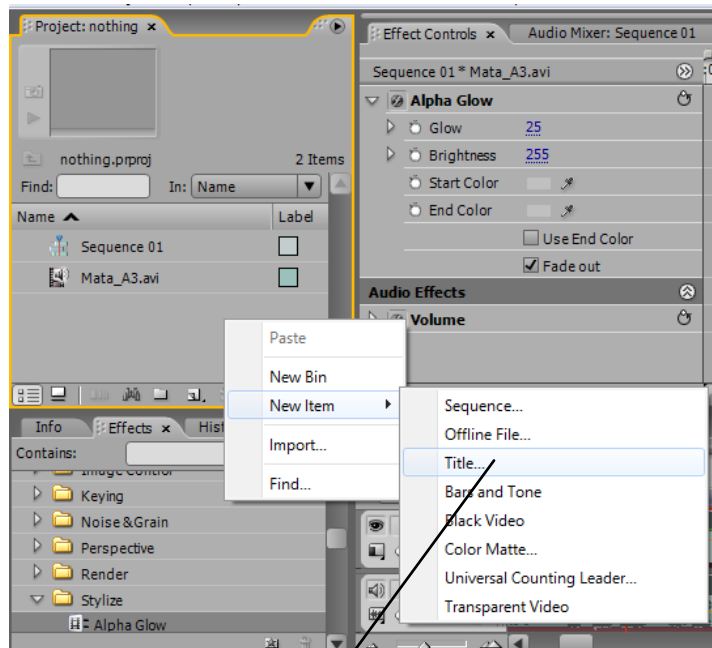 Project: nothing x
nothing.prproj
2 Items
Find:
In: Name
Name
Label
Sequence 01
Mata_A3.avi
Effect Controls x
Audio Mixer: Sequence 01
Sequence 01 * Mata_A3.avi
Alpha Glow
Glow 25
Brightness 255
Start Color
End Color
Use End Color
Fade out
Audio Effects
Volume
Paste
New Bin
New Item
Import...
Find...
Sequence...
Offline File...
Title...
Bars and Tone
Black Video
Color Matte...
Universal Counting Leader...
Transparent Video
Info
Effects x
Hist
Contains:
Image Control
Keying
Noise & Grain
Perspective
Render
Stylize
Alpha Glow